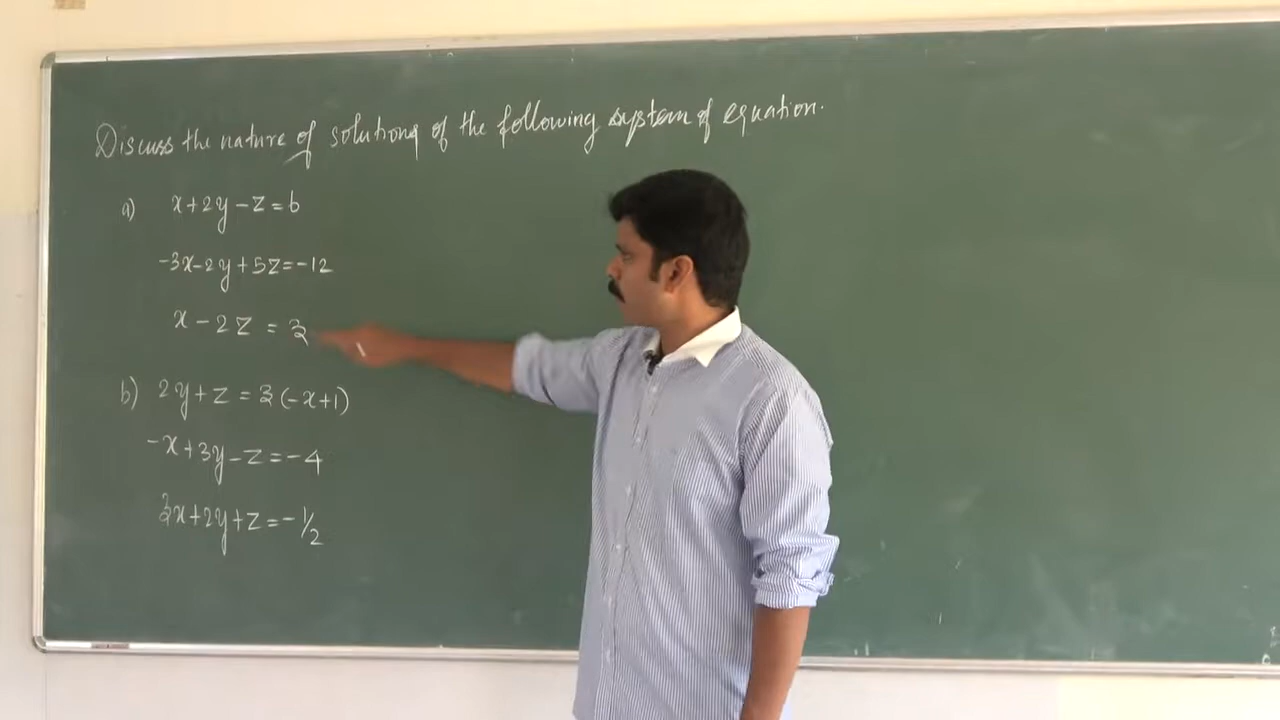 Discuss the nature of solutions of the following system of equation.
a) x+2y-z=6
-3x-2y+5z=-12
x-2z=3
b) 2y+z=3(-x+1)
-x+3y-z=-4
3x+2y+z=-1/2